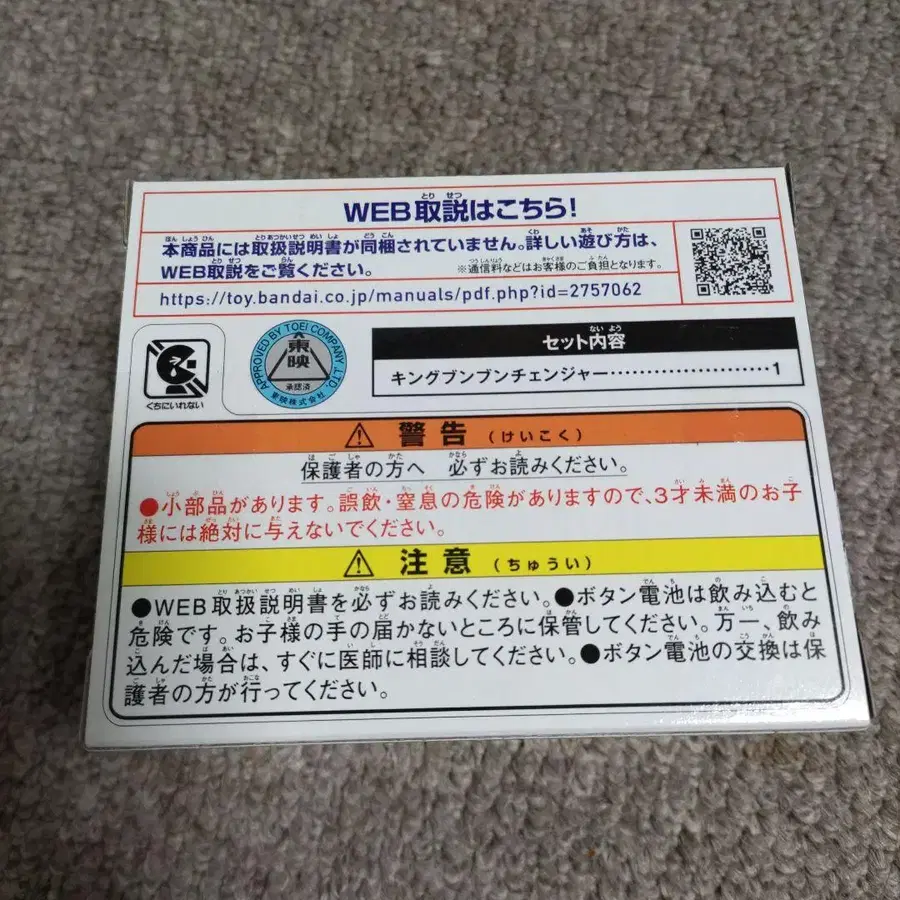 WEB取説はこちら!
本商品には取扱説明書が同梱されていません。詳しい遊び方は、
WEB取説をご覧ください。 ※通信料などはお客様のご負担となります。
https://toy.bandai.co.jp/manuals/pdf.php?id=2757062
くちにいれない
APPROVED BY TOEI COMPANY, LTD.
東映
承認済
東映株式会社
セット内容
キングブンブンチェンジャー…………………1
⚠ 警告 (けいこく)
保護者の方へ 必ずお読みください。
●小部品があります。誤飲・窒息の危険がありますので、3才未満のお子
様には絶対に与えないでください。
⚠ 注意 (ちゅうい)
●WEB取扱説明書を必ずお読みください。●ボタン電池は飲み込むと
危険です。お子様の手の届かないところに保管してください。万一、飲み
込んだ場合は、すぐに医師に相談してください。●ボタン電池の交換は保
護者の方が行ってください。